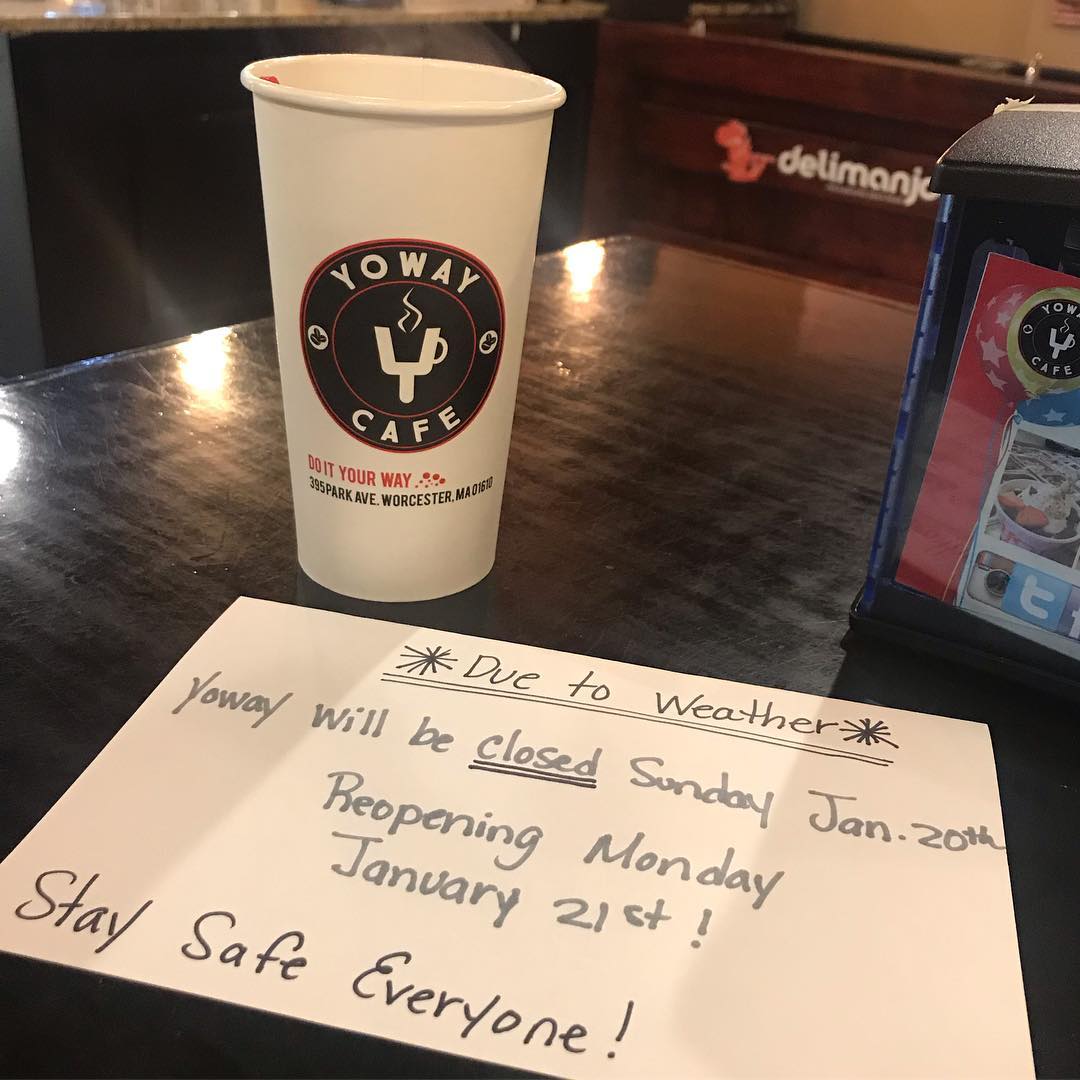 YOWAY
CAFE
DO IT YOUR WAY
395 PARK AVE. WORCESTER, MA 01610
delimanjo
YOWAY
CAFE
Due to Weather
Yoway will be closed Sunday Jan. 20th
Reopening Monday
January 21st!
Stay Safe Everyone!